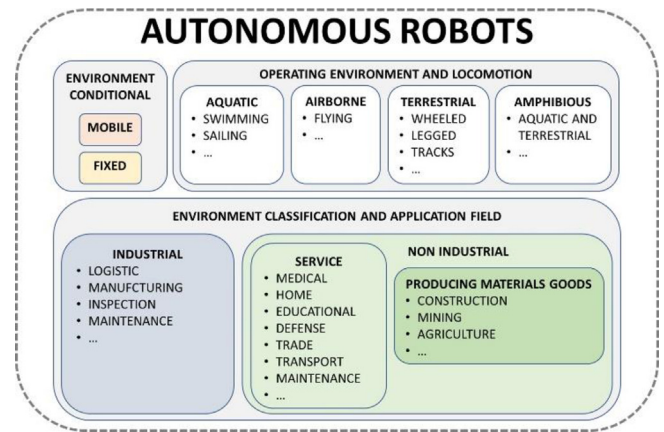 AUTONOMOUS ROBOTS
ENVIRONMENT
CONDITIONAL
MOBILE
FIXED
OPERATING ENVIRONMENT AND LOCOMOTION
AQUATIC
• SWIMMING
• SAILING
• ...
AIRBORNE
• FLYING
• ...
TERRESTRIAL
• WHEELED
• LEGGED
• TRACKS
• ...
AMPHIBIOUS
• AQUATIC AND
TERRESTRIAL
• ...
ENVIRONMENT CLASSIFICATION AND APPLICATION FIELD
INDUSTRIAL
• LOGISTIC
• MANUFCTURING
• INSPECTION
• MAINTENANCE
• ...
NON INDUSTRIAL
SERVICE
• MEDICAL
• HOME
• EDUCATIONAL
• DEFENSE
• TRADE
• TRANSPORT
• MAINTENANCE
• ...
PRODUCING MATERIALS GOODS
• CONSTRUCTION
• MINING
• AGRICULTURE
• ...